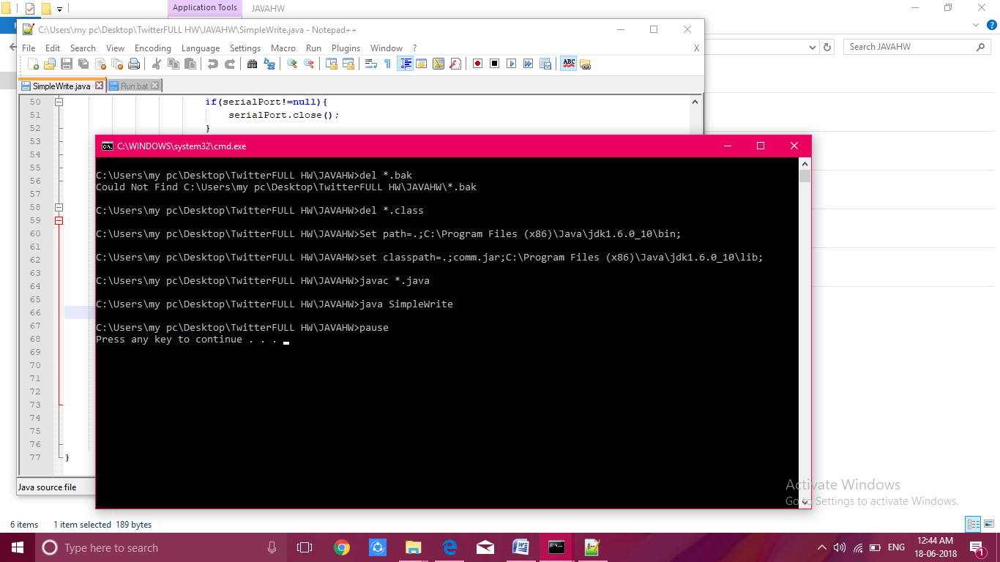 Application Tools
JAVAHW
C:\Users\my pc\Desktop\TwitterFULL HW\JAVAHW\SimpleWrite.java - Notepad++
File Edit Search View Encoding Language Settings Macro Run Plugins Window ? X
Search JAVAHW
SimpleWrite.java Run.bat
50 if(serialPort!=null){
51 serialPort.close();
52 }
53
54
55
56
57
58
59
60
61
62
63
64
65
66
67
68
69
70
71
72
73
74
75
76
77 }
Java source file
C:\WINDOWS\system32\cmd.exe
C:\Users\my pc\Desktop\TwitterFULL HW\JAVAHW>del *.bak
Could Not Find C:\Users\my pc\Desktop\TwitterFULL HW\JAVAHW\*.bak
C:\Users\my pc\Desktop\TwitterFULL HW\JAVAHW>del *.class
C:\Users\my pc\Desktop\TwitterFULL HW\JAVAHW>Set path=.;C:\Program Files (x86)\Java\jdk1.6.0_10\bin;
C:\Users\my pc\Desktop\TwitterFULL HW\JAVAHW>set classpath=.;comm.jar;C:\Program Files (x86)\Java\jdk1.6.0_10\lib;
C:\Users\my pc\Desktop\TwitterFULL HW\JAVAHW>javac *.java
C:\Users\my pc\Desktop\TwitterFULL HW\JAVAHW>java SimpleWrite
C:\Users\my pc\Desktop\TwitterFULL HW\JAVAHW>pause
Press any key to continue . . .
Activate Windows
Go to Settings to activate Windows.
6 items 1 item selected 189 bytes
Type here to search
ENG
12:44 AM
18-06-2018
1